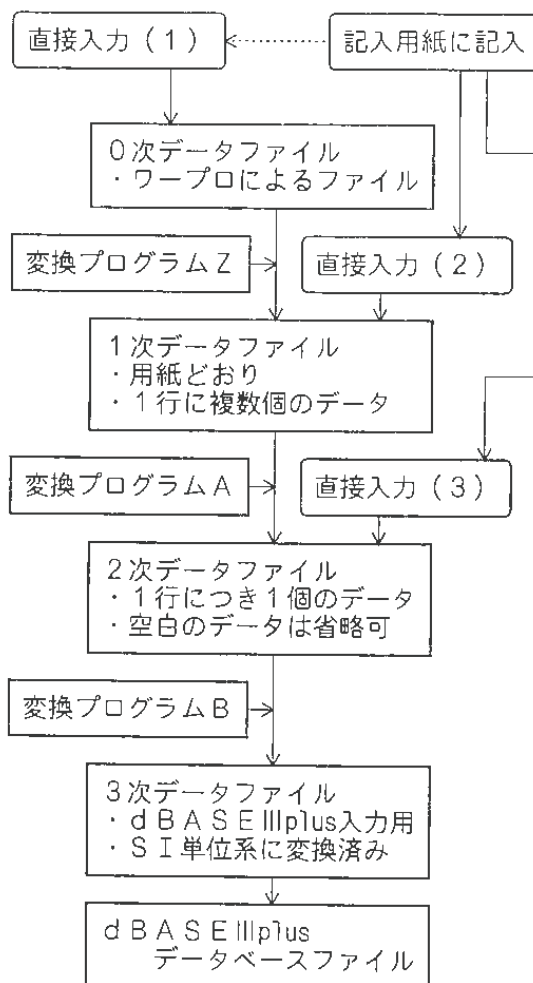 直接入力（１）
記入用紙に記入
０次データファイル
・ワープロによるファイル
変換プログラムＺ
直接入力（２）
１次データファイル
・用紙どおり
・１行に複数個のデータ
変換プログラムＡ
直接入力（３）
２次データファイル
・１行につき１個のデータ
・空白のデータは省略可
変換プログラムＢ
３次データファイル
・ｄＢＡＳＥⅢplus入力用
・ＳＩ単位系に変換済み
ｄＢＡＳＥⅢplus
データベースファイル